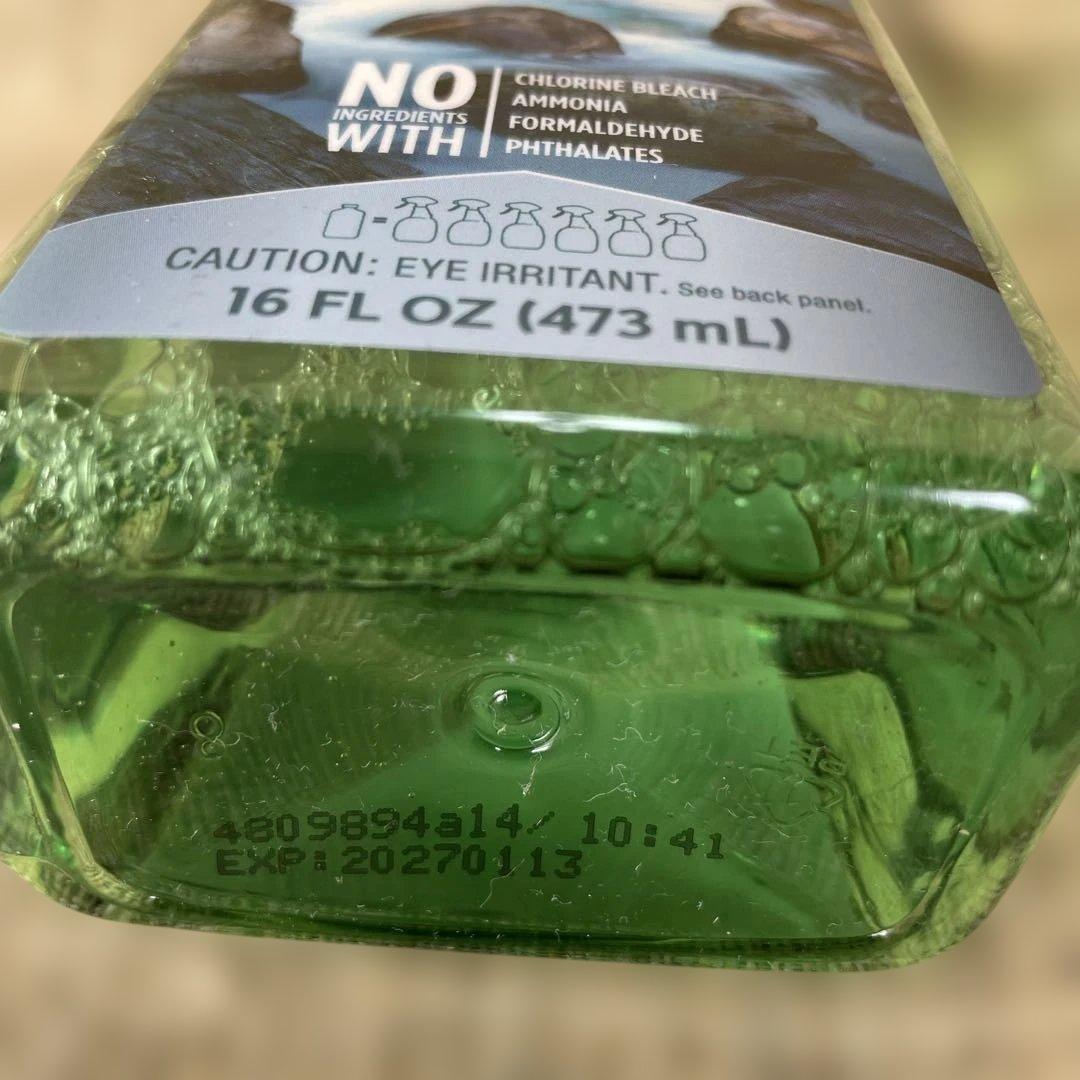 NO
INGREDIENTS
WITH
CHLORINE BLEACH
AMMONIA
FORMALDEHYDE
PHTHALATES
CAUTION: EYE IRRITANT. See back panel.
16 FL OZ (473 mL)
8
4809894a14/ 10:41
EXP:20270113